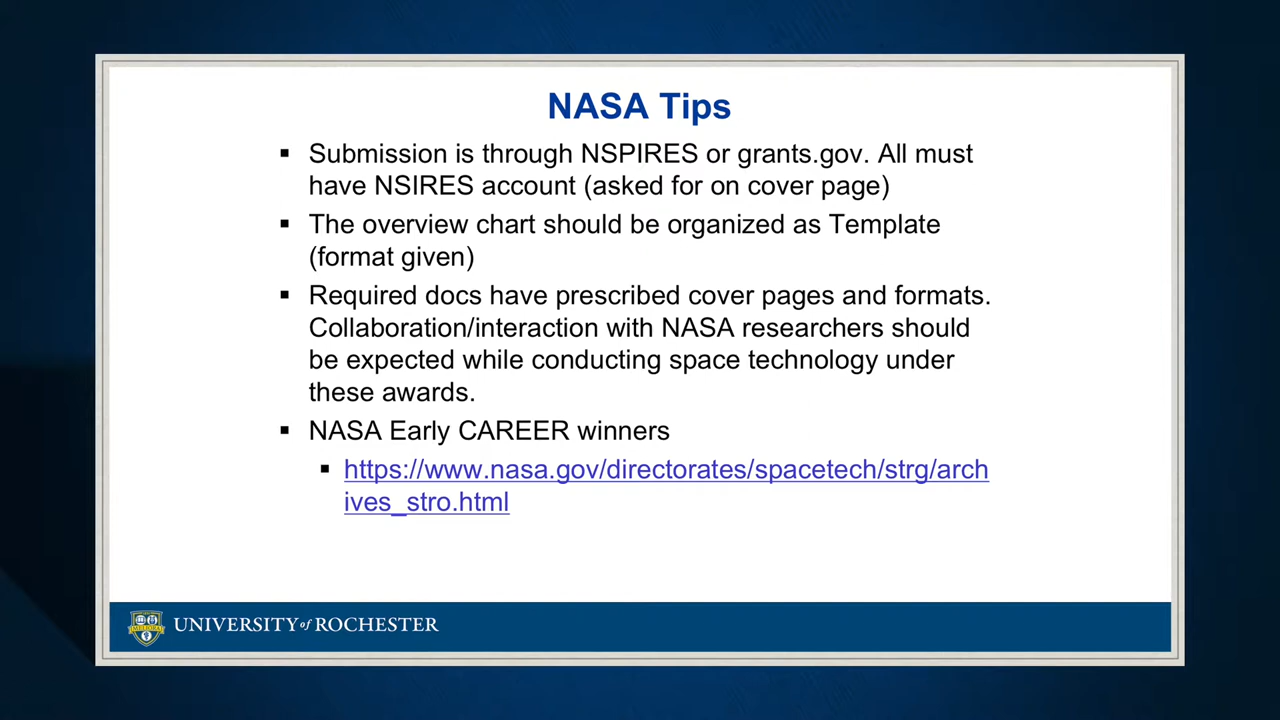 NASA Tips
▪ Submission is through NSPIRES or grants.gov. All must
have NSIRES account (asked for on cover page)
▪ The overview chart should be organized as Template
(format given)
▪ Required docs have prescribed cover pages and formats.
Collaboration/interaction with NASA researchers should
be expected while conducting space technology under
these awards.
▪ NASA Early CAREER winners
▪ https://www.nasa.gov/directorates/spacetech/strg/arch
ives_stro.html
MELIORA
UNIVERSITY of ROCHESTER